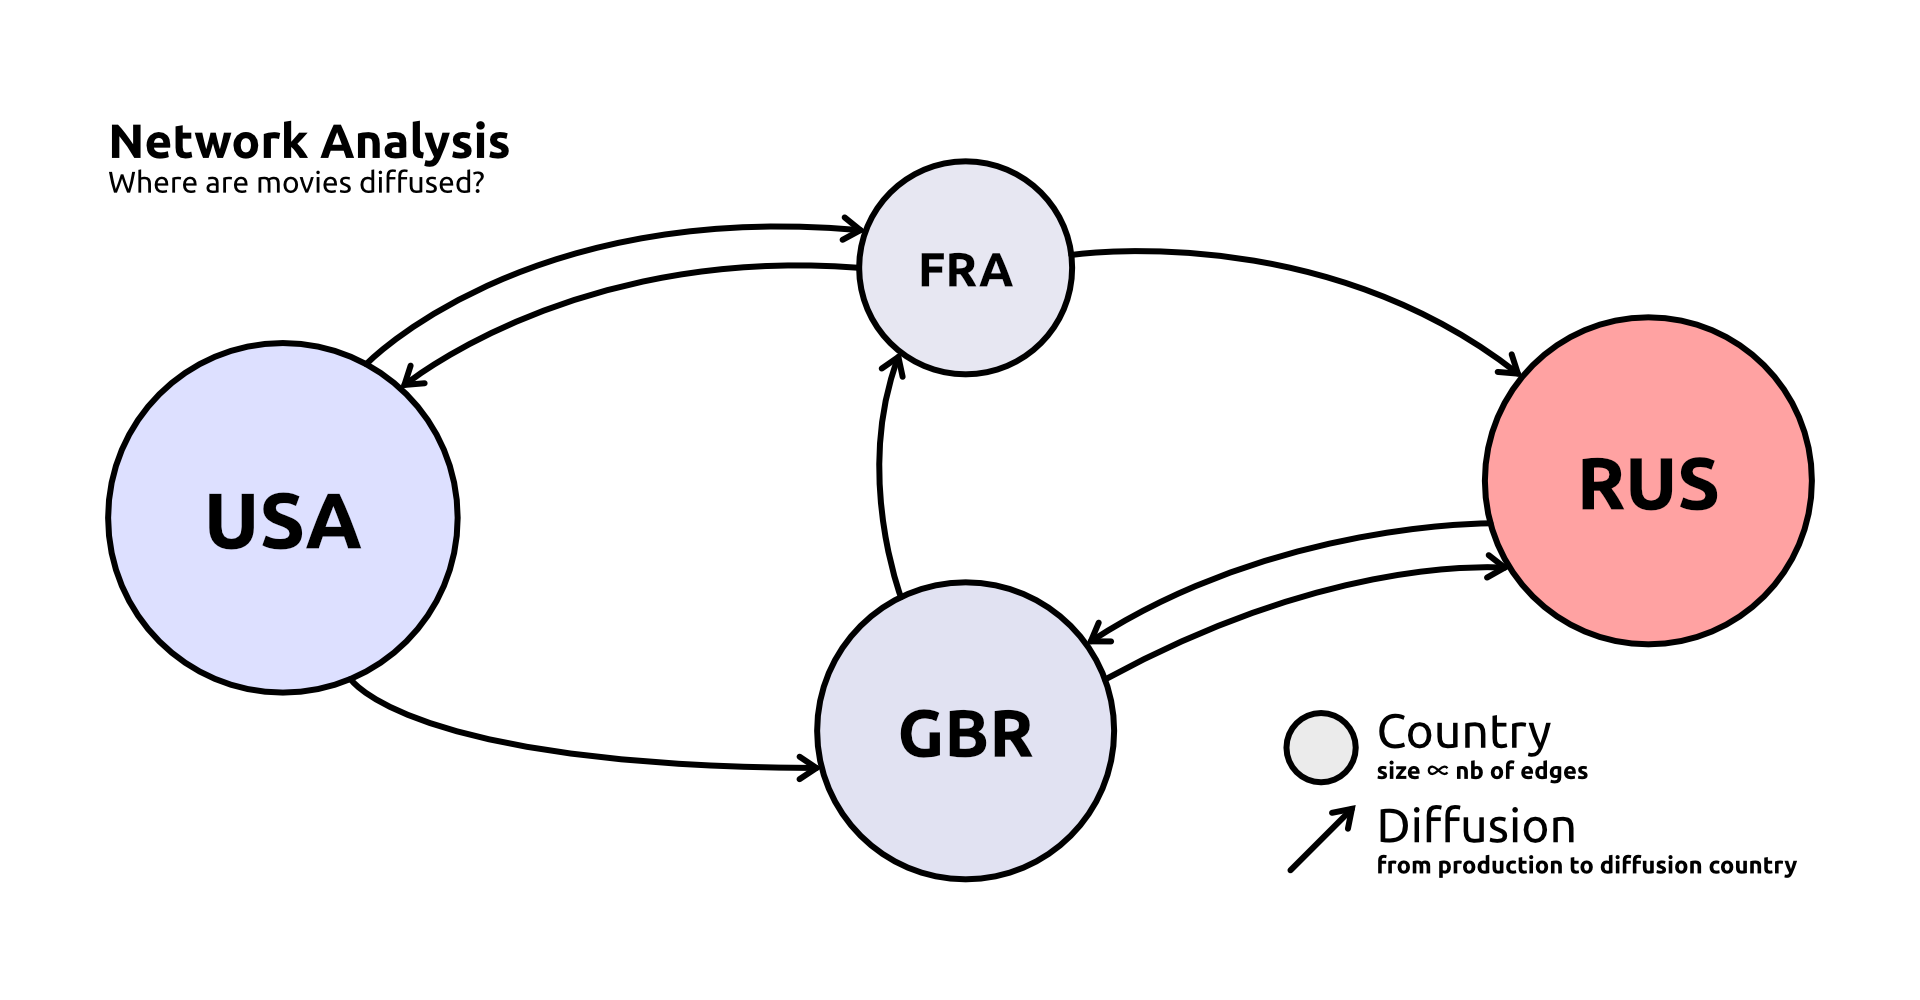 Network Analysis
Where are movies diffused?
FRA
USA
RUS
GBR
Country
size ∝ nb of edges
Diffusion
from production to diffusion country